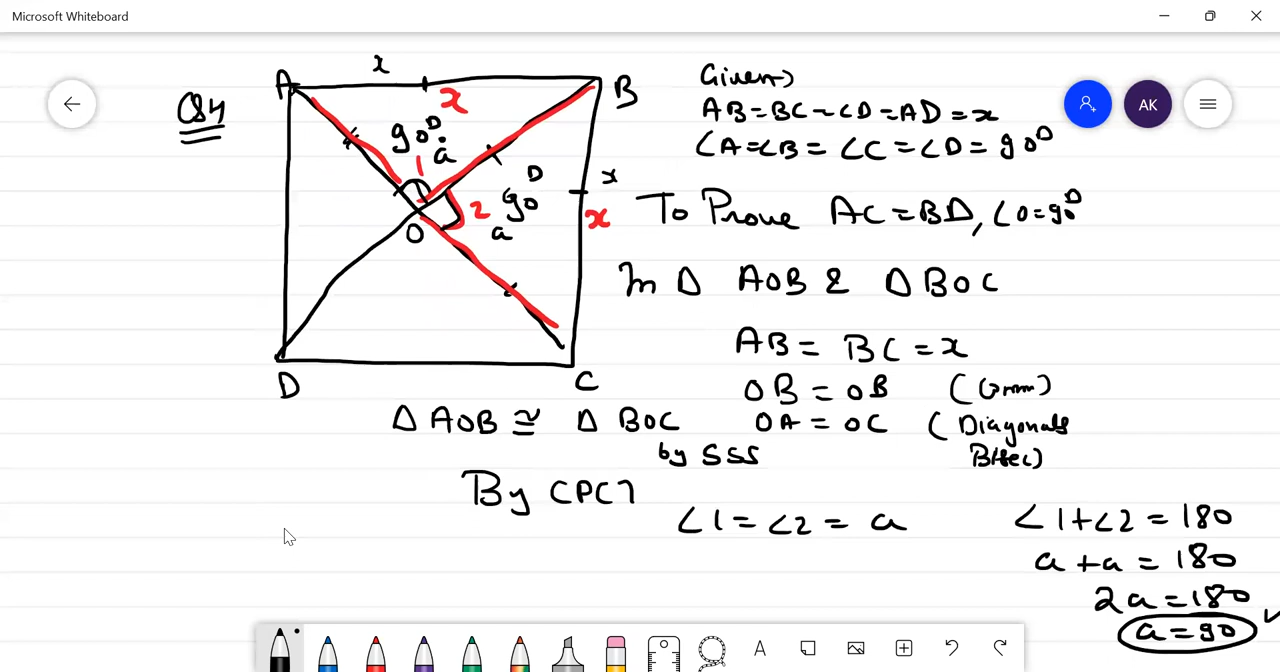 Microsoft Whiteboard
Q4
A x B
x
90°
a
1
x
x
2 90°
a
O
D C
Given)
AB=BC=CD=AD=x
∠A=∠B=∠C=∠D=90°
AK
To Prove AC=BD, ∠O=90°
In Δ AOB & Δ BOC
AB = BC = x
OB = OB (Comm)
OA = OC (Diagonals Bisec)
Δ AOB ≅ Δ BOC
by SSS
By CPCT
∠1 = ∠2 = a
∠1+∠2 = 180
a+a = 180
2a=180
a=90
A